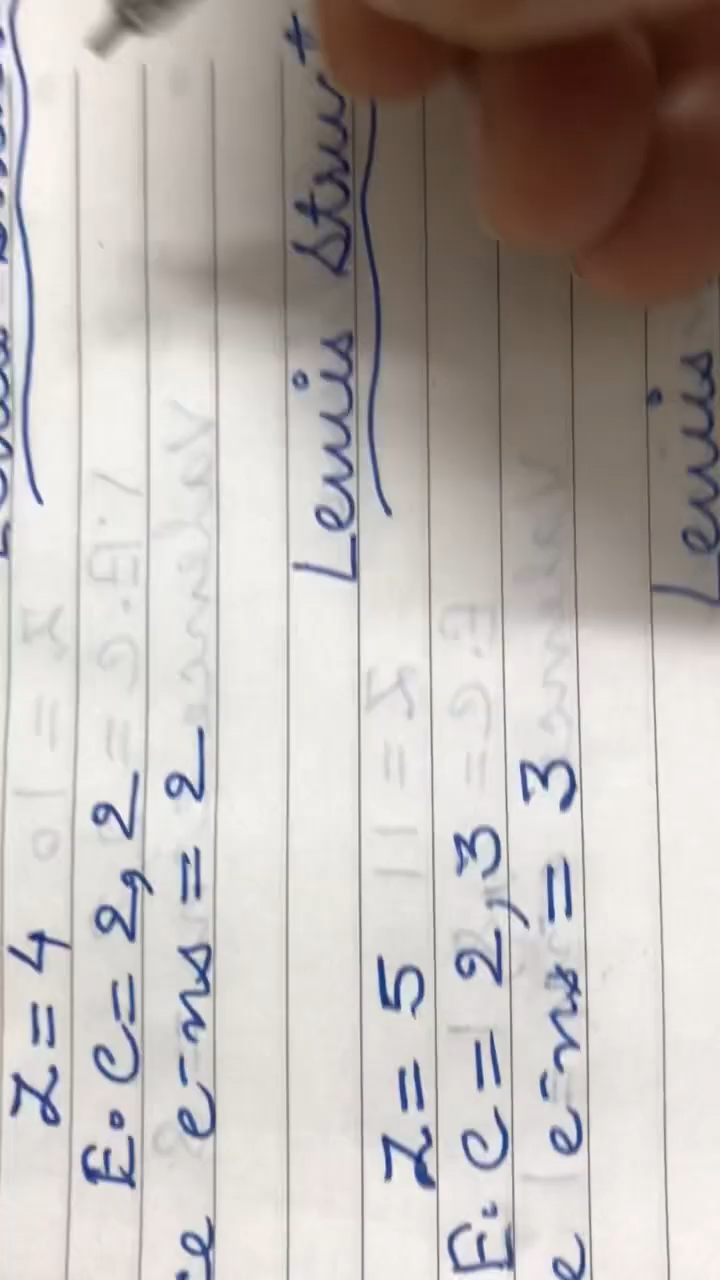 Z = 4
E.C = 2, 2
e⁻ns = 2
Lewis Struct
Z = 5
E.C = 2, 3
e⁻ns = 3
Lewis